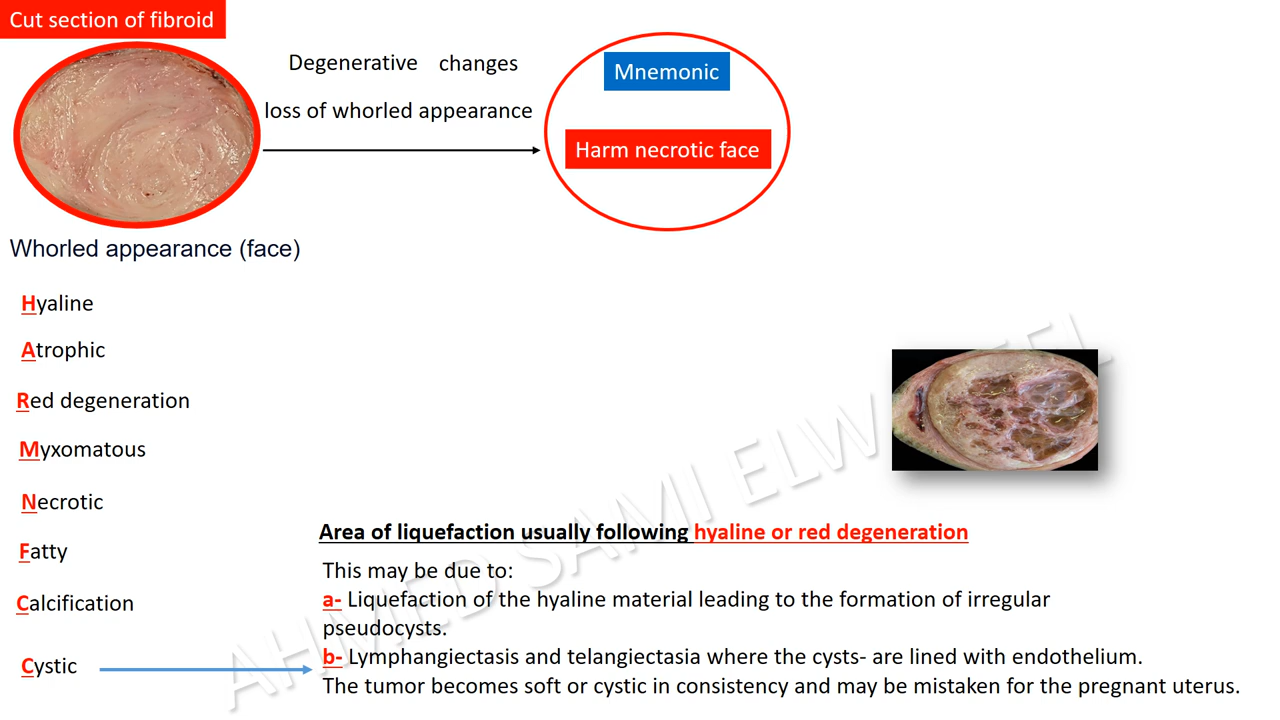 Cut section of fibroid
Degenerative changes
loss of whorled appearance
Mnemonic
Harm necrotic face
Whorled appearance (face)
Hyaline
Atrophic
Red degeneration
Myxomatous
Necrotic
Fatty
Calcification
Cystic
Area of liquefaction usually following hyaline or red degeneration
This may be due to:
a- Liquefaction of the hyaline material leading to the formation of irregular
pseudocysts.
b- Lymphangiectasis and telangiectasia where the cysts- are lined with endothelium.
The tumor becomes soft or cystic in consistency and may be mistaken for the pregnant uterus.
AHMED SAMII